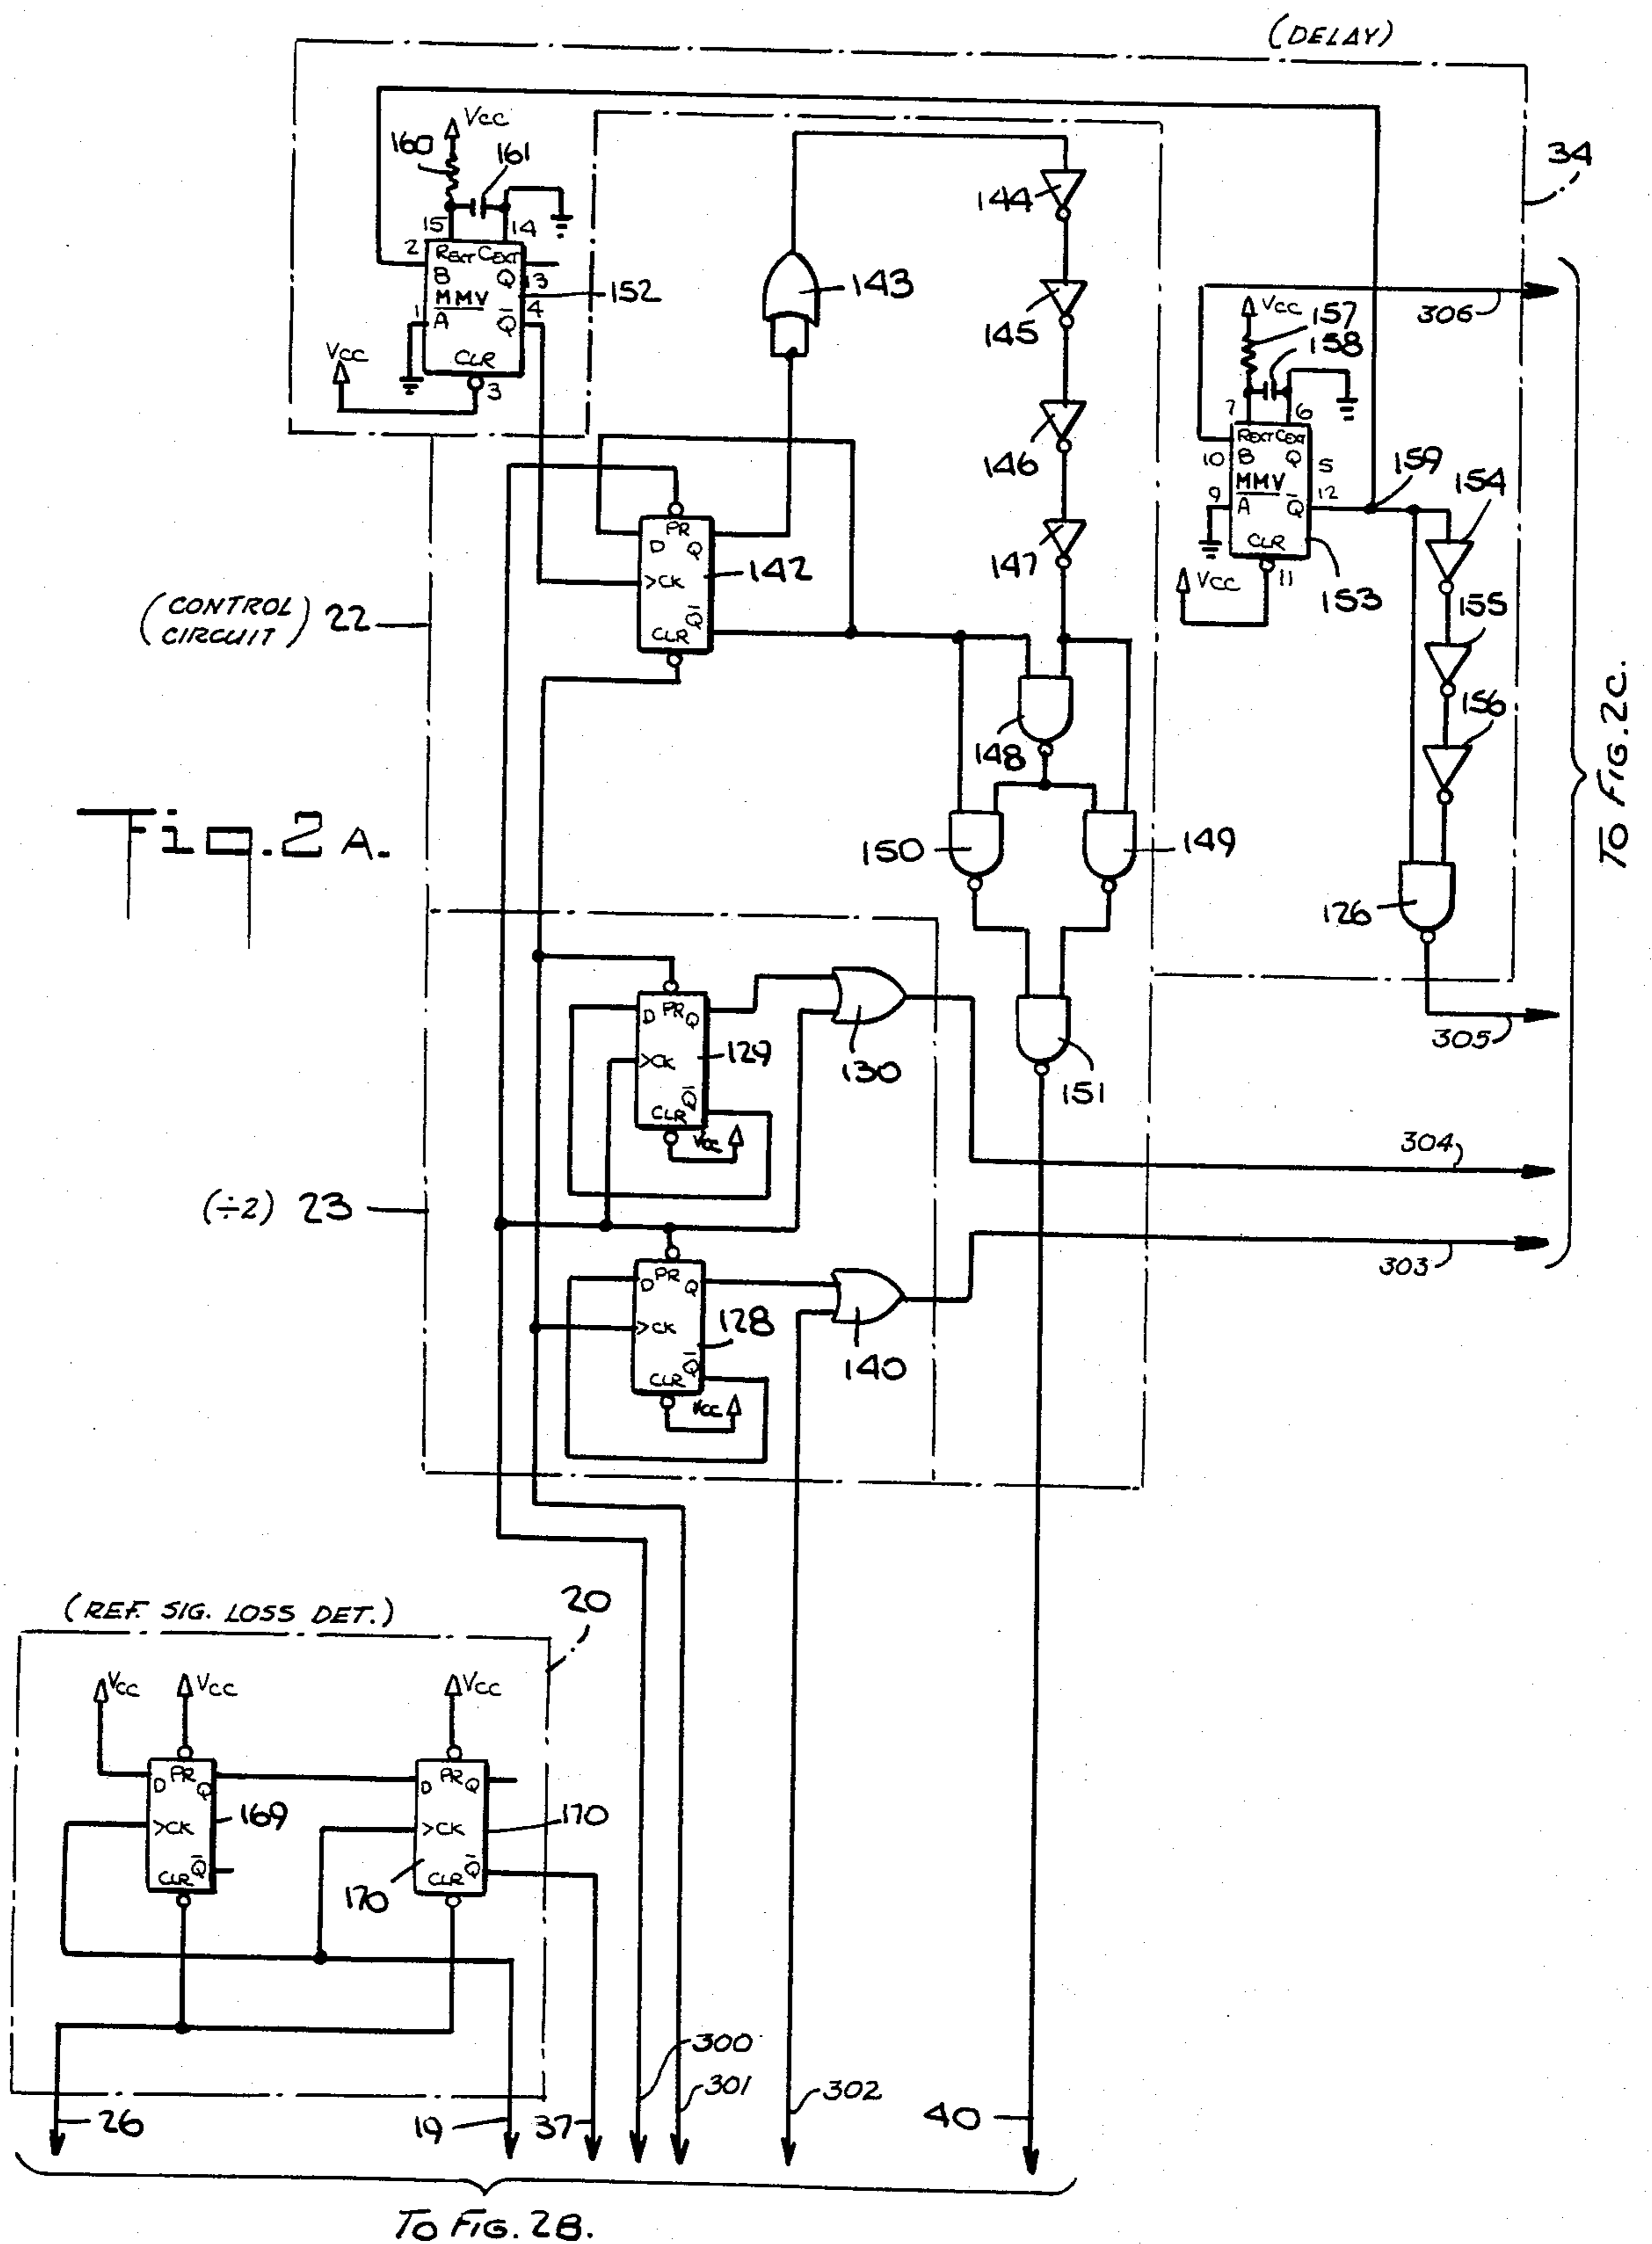 (DELAY)
34
Vcc
160
161
15
14
2
REXT CEXT
B
Q
13
MMV
152
1
A
Q
4
Vcc
CLR
3
143
144
145
146
147
306
Vcc
157
158
7
6
REXT CEXT
10
B
Q
5
159
154
MMV
9
A
Q
12
CLR
11
Vcc
153
155
156
D
PR
Q
>CK
142
CLR
Q
(CONTROL CIRCUIT) 22
148
150
149
126
TO FIG. 2C.
Fig. 2A.
305
D
PR
Q
>CK
129
130
151
CLR
Q
Vcc
304
(÷2) 23
303
D
PR
Q
>CK
128
140
CLR
Q
Vcc
(REF. SIG. LOSS DET.)
20
Vcc
Vcc
Vcc
D
PR
Q
>CK
169
CLR
Q
D
PR
Q
>CK
170
170
CLR
Q
300
301
302
40
26
19
37
TO FIG. 2B.